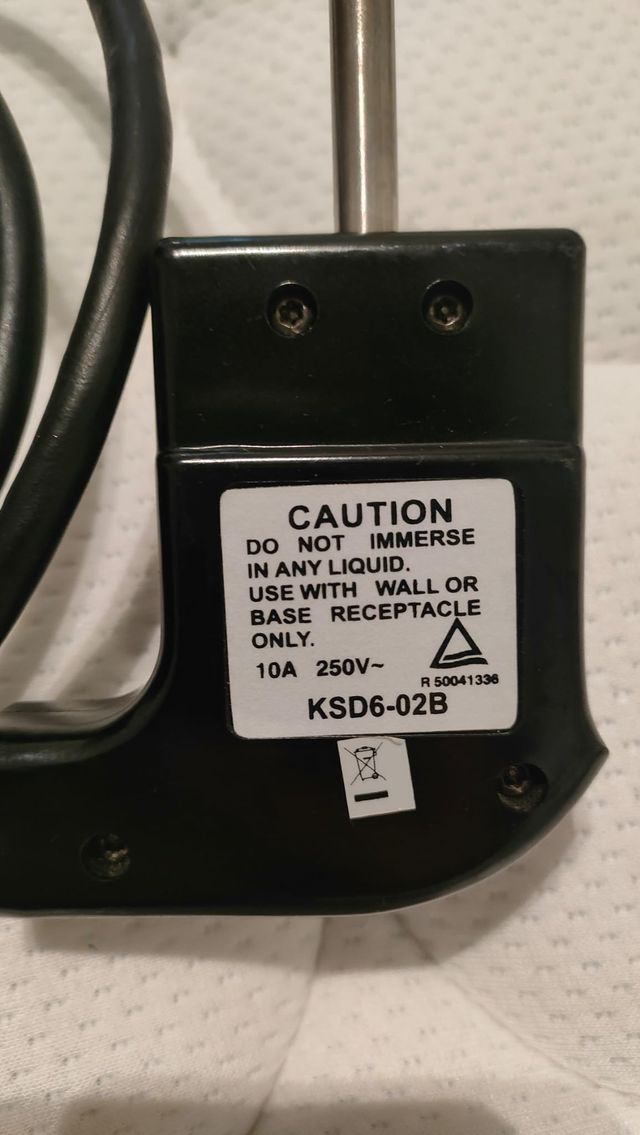 CAUTION
DO NOT IMMERSE
IN ANY LIQUID.
USE WITH WALL OR
BASE RECEPTACLE
ONLY.
10A 250V~
R 50041336
KSD6-02B